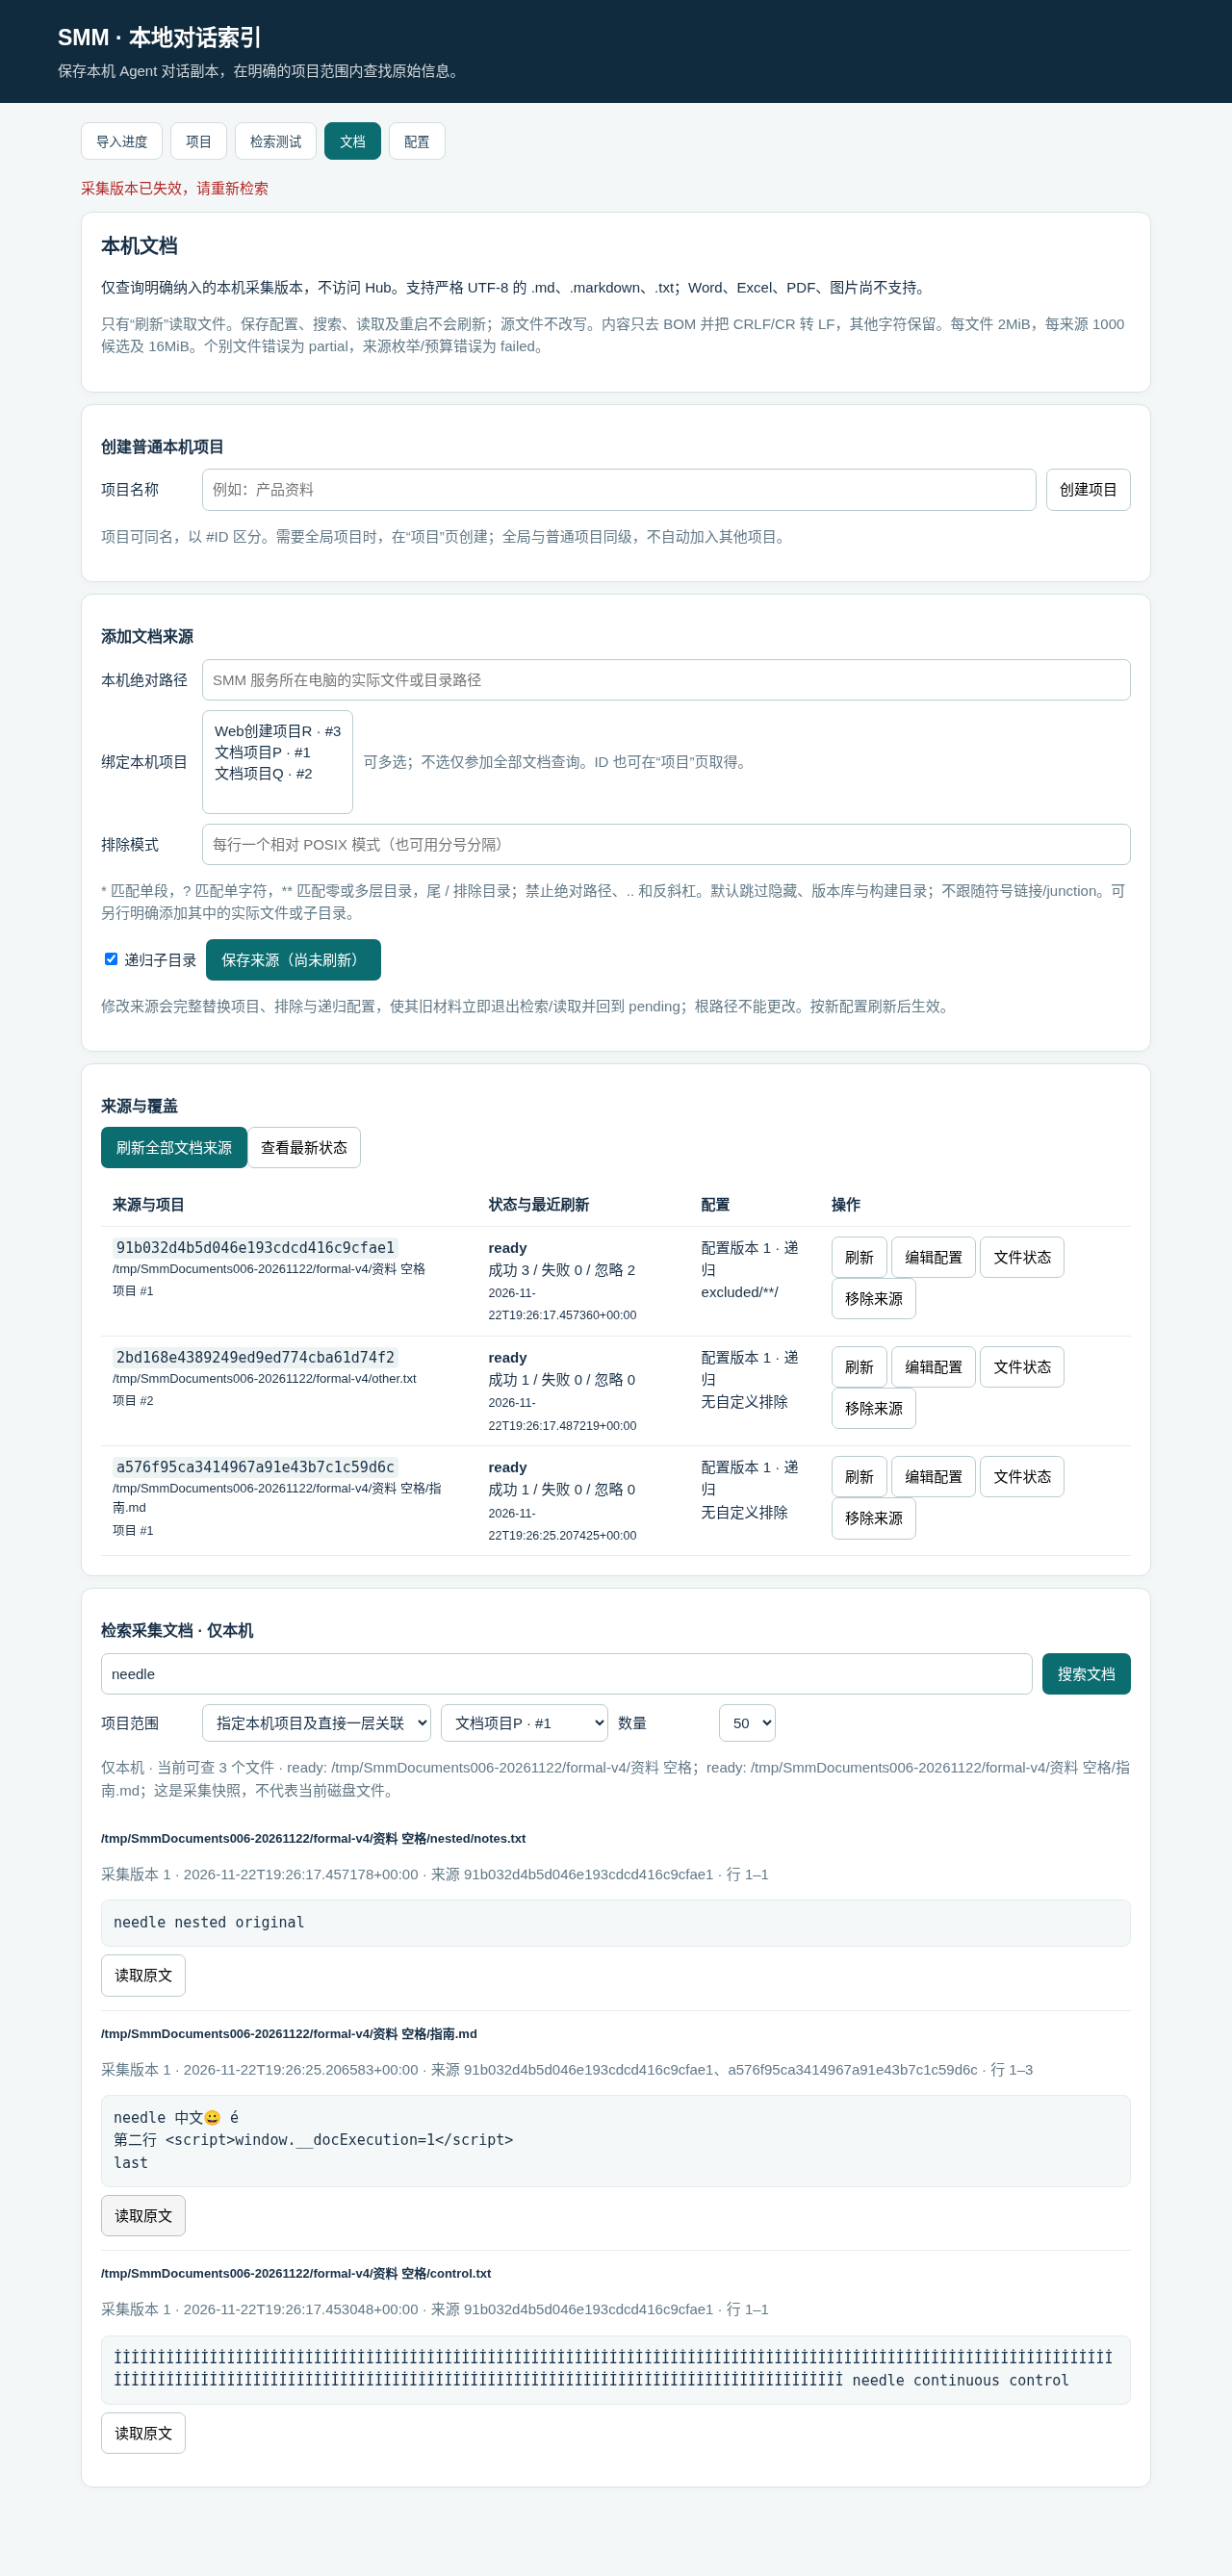 SMM · 本地对话索引
保存本机 Agent 对话副本，在明确的项目范围内查找原始信息。
导入进度 项目 检索测试 文档 配置
采集版本已失效，请重新检索
本机文档
仅查询明确纳入的本机采集版本，不访问 Hub。支持严格 UTF-8 的 .md、.markdown、.txt；Word、Excel、PDF、图片尚不支持。
只有“刷新”读取文件。保存配置、搜索、读取及重启不会刷新；源文件不改写。内容只去 BOM 并把 CRLF/CR 转 LF，其他字符保留。每文件 2MiB，每来源 1000
候选及 16MiB。个别文件错误为 partial，来源枚举/预算错误为 failed。
创建普通本机项目
项目名称 例如：产品资料 创建项目
项目可同名，以 #ID 区分。需要全局项目时，在“项目”页创建；全局与普通项目同级，不自动加入其他项目。
添加文档来源
本机绝对路径 SMM 服务所在电脑的实际文件或目录路径
Web创建项目R · #3
文档项目P · #1
绑定本机项目 可多选；不选仅参加全部文档查询。ID 也可在“项目”页取得。
文档项目Q · #2
排除模式 每行一个相对 POSIX 模式（也可用分号分隔）
* 匹配单段，? 匹配单字符，** 匹配零或多层目录，尾 / 排除目录；禁止绝对路径、.. 和反斜杠。默认跳过隐藏、版本库与构建目录；不跟随符号链接/junction。可
另行明确添加其中的实际文件或子目录。
递归子目录 保存来源（尚未刷新）
修改来源会完整替换项目、排除与递归配置，使其旧材料立即退出检索/读取并回到 pending；根路径不能更改。按新配置刷新后生效。
来源与覆盖
刷新全部文档来源 查看最新状态
来源与项目 状态与最近刷新 配置 操作
91b032d4b5d046e193cdcd416c9cfae1 ready 配置版本 1 · 递 刷新 编辑配置 文件状态
/tmp/SmmDocuments006-20261122/formal-v4/资料 空格 成功 3 / 失败 0 / 忽略 2 归
项目 #1 2026-11- excluded/**/ 移除来源
22T19:26:17.457360+00:00
2bd168e4389249ed9ed774cba61d74f2 ready 配置版本 1 · 递 刷新 编辑配置 文件状态
/tmp/SmmDocuments006-20261122/formal-v4/other.txt 成功 1 / 失败 0 / 忽略 0 归
项目 #2 2026-11- 无自定义排除 移除来源
22T19:26:17.487219+00:00
a576f95ca3414967a91e43b7c1c59d6c ready 配置版本 1 · 递 刷新 编辑配置 文件状态
/tmp/SmmDocuments006-20261122/formal-v4/资料 空格/指 成功 1 / 失败 0 / 忽略 0 归
南.md 2026-11- 无自定义排除 移除来源
项目 #1 22T19:26:25.207425+00:00
检索采集文档 · 仅本机
needle 搜索文档
项目范围 指定本机项目及直接一层关联 文档项目P · #1 数量 50
仅本机 · 当前可查 3 个文件 · ready: /tmp/SmmDocuments006-20261122/formal-v4/资料 空格；ready: /tmp/SmmDocuments006-20261122/formal-v4/资料 空格/指
南.md；这是采集快照，不代表当前磁盘文件。
/tmp/SmmDocuments006-20261122/formal-v4/资料 空格/nested/notes.txt
采集版本 1 · 2026-11-22T19:26:17.457178+00:00 · 来源 91b032d4b5d046e193cdcd416c9cfae1 · 行 1–1
needle nested original
读取原文
/tmp/SmmDocuments006-20261122/formal-v4/资料 空格/指南.md
采集版本 1 · 2026-11-22T19:26:25.206583+00:00 · 来源 91b032d4b5d046e193cdcd416c9cfae1、a576f95ca3414967a91e43b7c1c59d6c · 行 1–3
needle 中文😀 é
第二行 <script>window.__docExecution=1</script>
last
读取原文
/tmp/SmmDocuments006-20261122/formal-v4/资料 空格/control.txt
采集版本 1 · 2026-11-22T19:26:17.453048+00:00 · 来源 91b032d4b5d046e193cdcd416c9cfae1 · 行 1–1
needle continuous control
读取原文